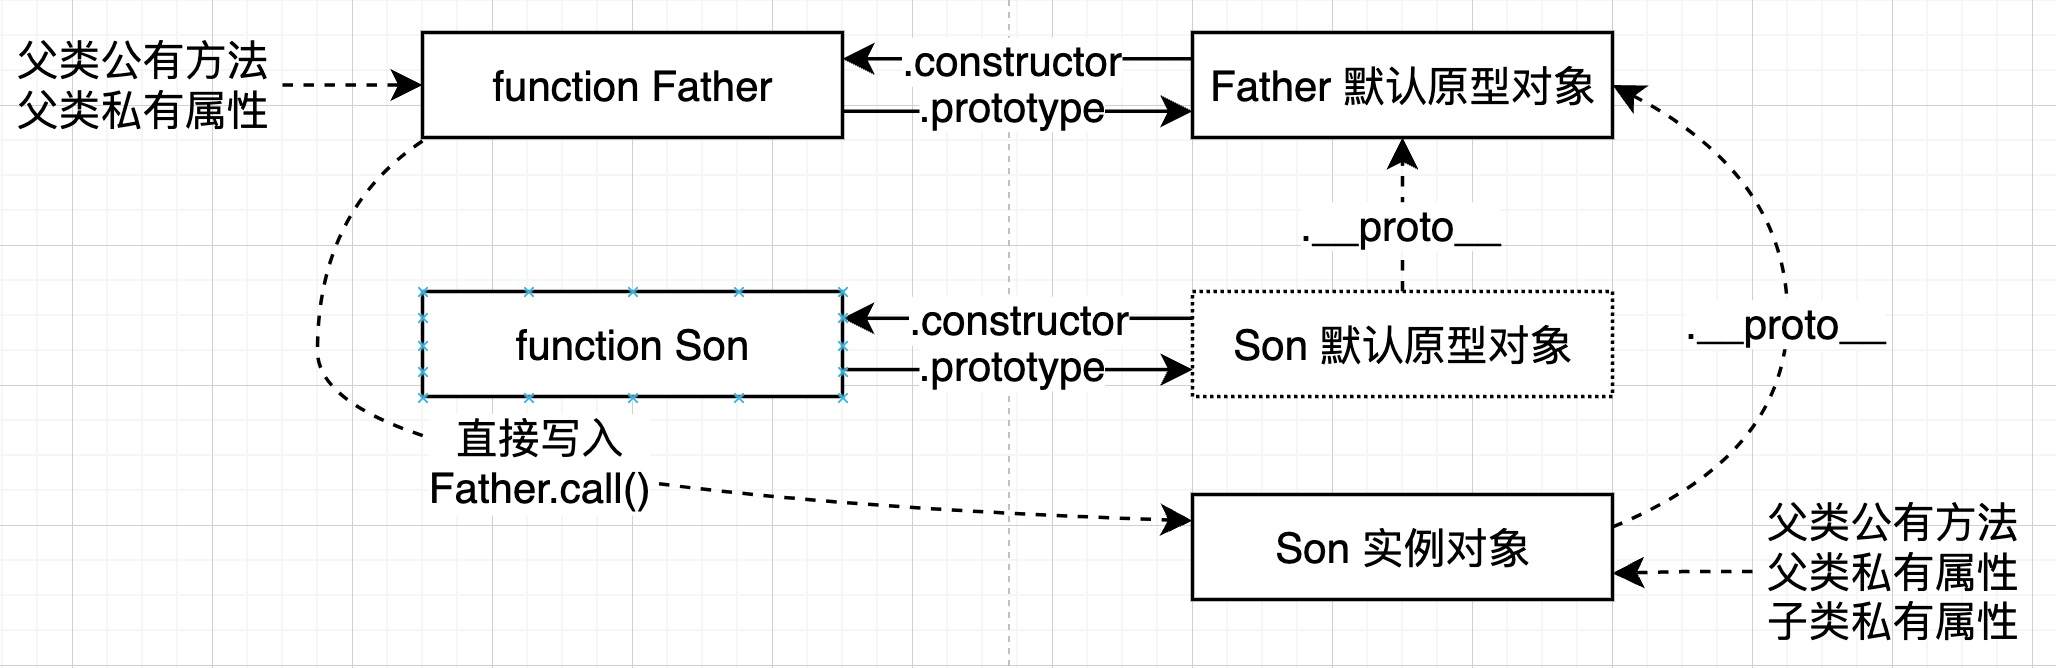 父类公有方法
父类私有属性
function Father
.constructor
.prototype
Father 默认原型对象
.__proto__
function Son
.constructor
.prototype
Son 默认原型对象
.__proto__
直接写入
Father.call()
Son 实例对象
父类公有方法
父类私有属性
子类私有属性